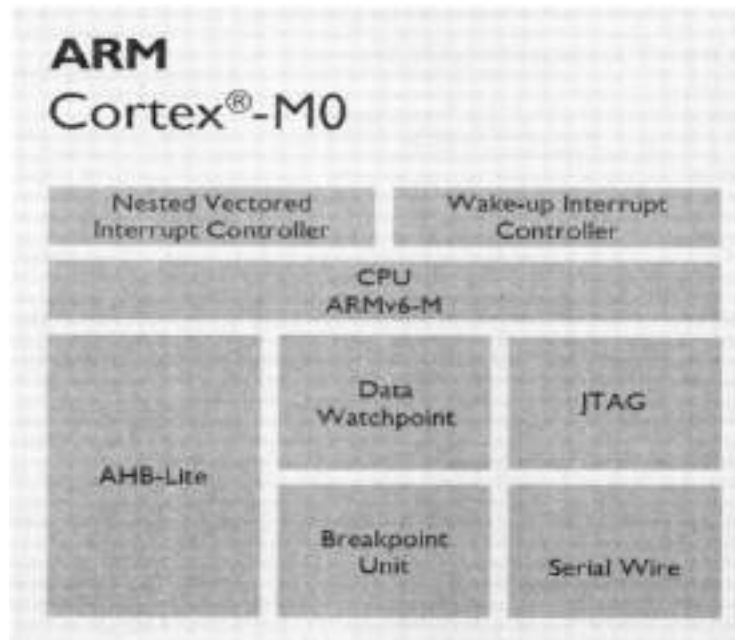 ARM
Cortex®-M0
Nested Vectored
Interrupt Controller
Wake-up Interrupt
Controller
CPU
ARMv6-M
AHB-Lite
Data
Watchpoint
JTAG
Breakpoint
Unit
Serial Wire